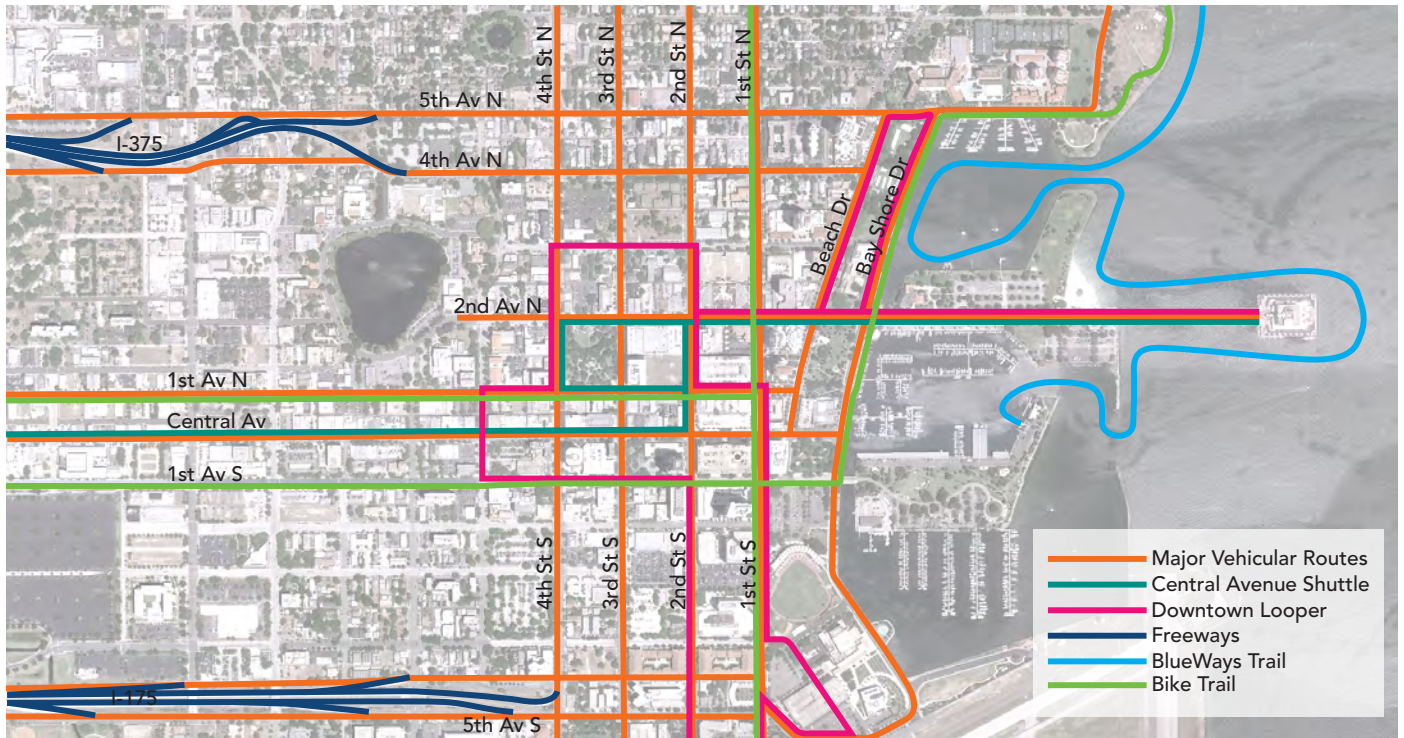 4th St N
3rd St N
2nd St N
1st St N
5th Av N
I-375
4th Av N
Beach Dr
Bay Shore Dr
2nd Av N
1st Av N
Central Av
1st Av S
4th St S
3rd St S
2nd St S
1st St S
I-175
5th Av S
Major Vehicular Routes
Central Avenue Shuttle
Downtown Looper
Freeways
BlueWays Trail
Bike Trail